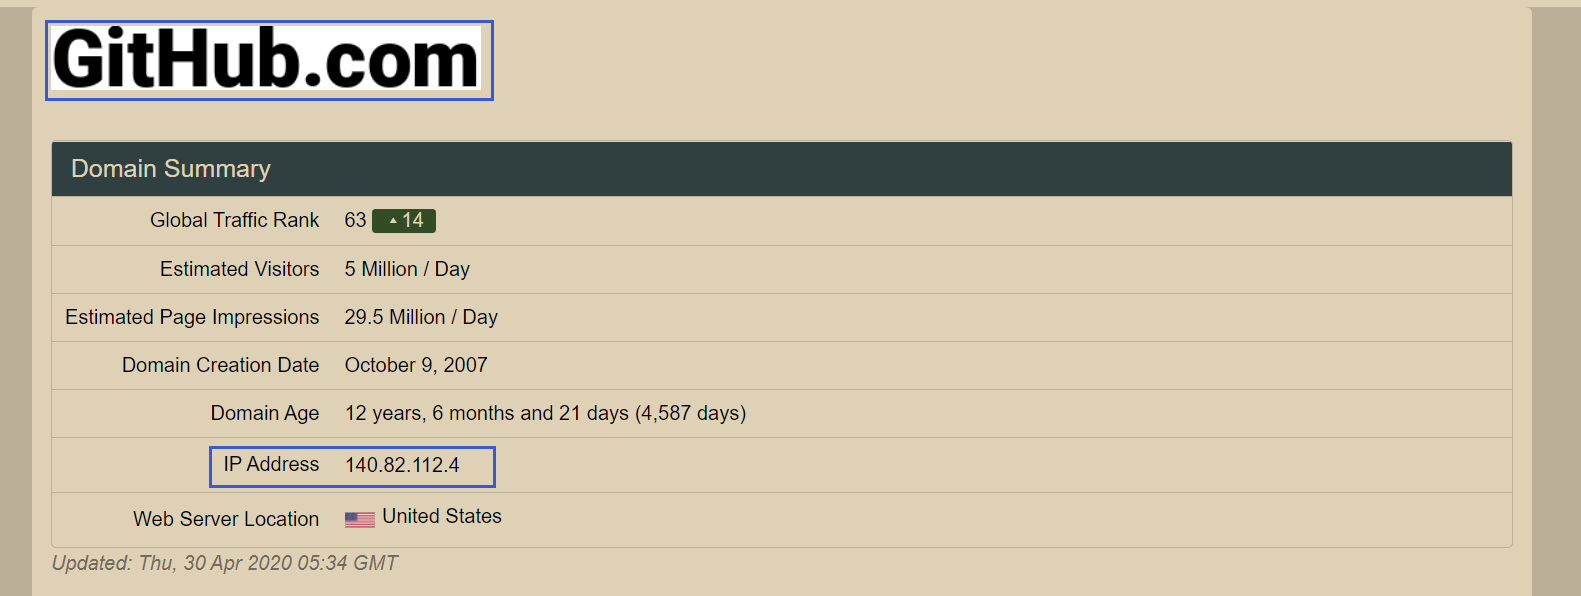 GitHub.com
Domain Summary
Global Traffic Rank 63 ▲14
Estimated Visitors 5 Million / Day
Estimated Page Impressions 29.5 Million / Day
Domain Creation Date October 9, 2007
Domain Age 12 years, 6 months and 21 days (4,587 days)
IP Address 140.82.112.4
Web Server Location United States
Updated: Thu, 30 Apr 2020 05:34 GMT